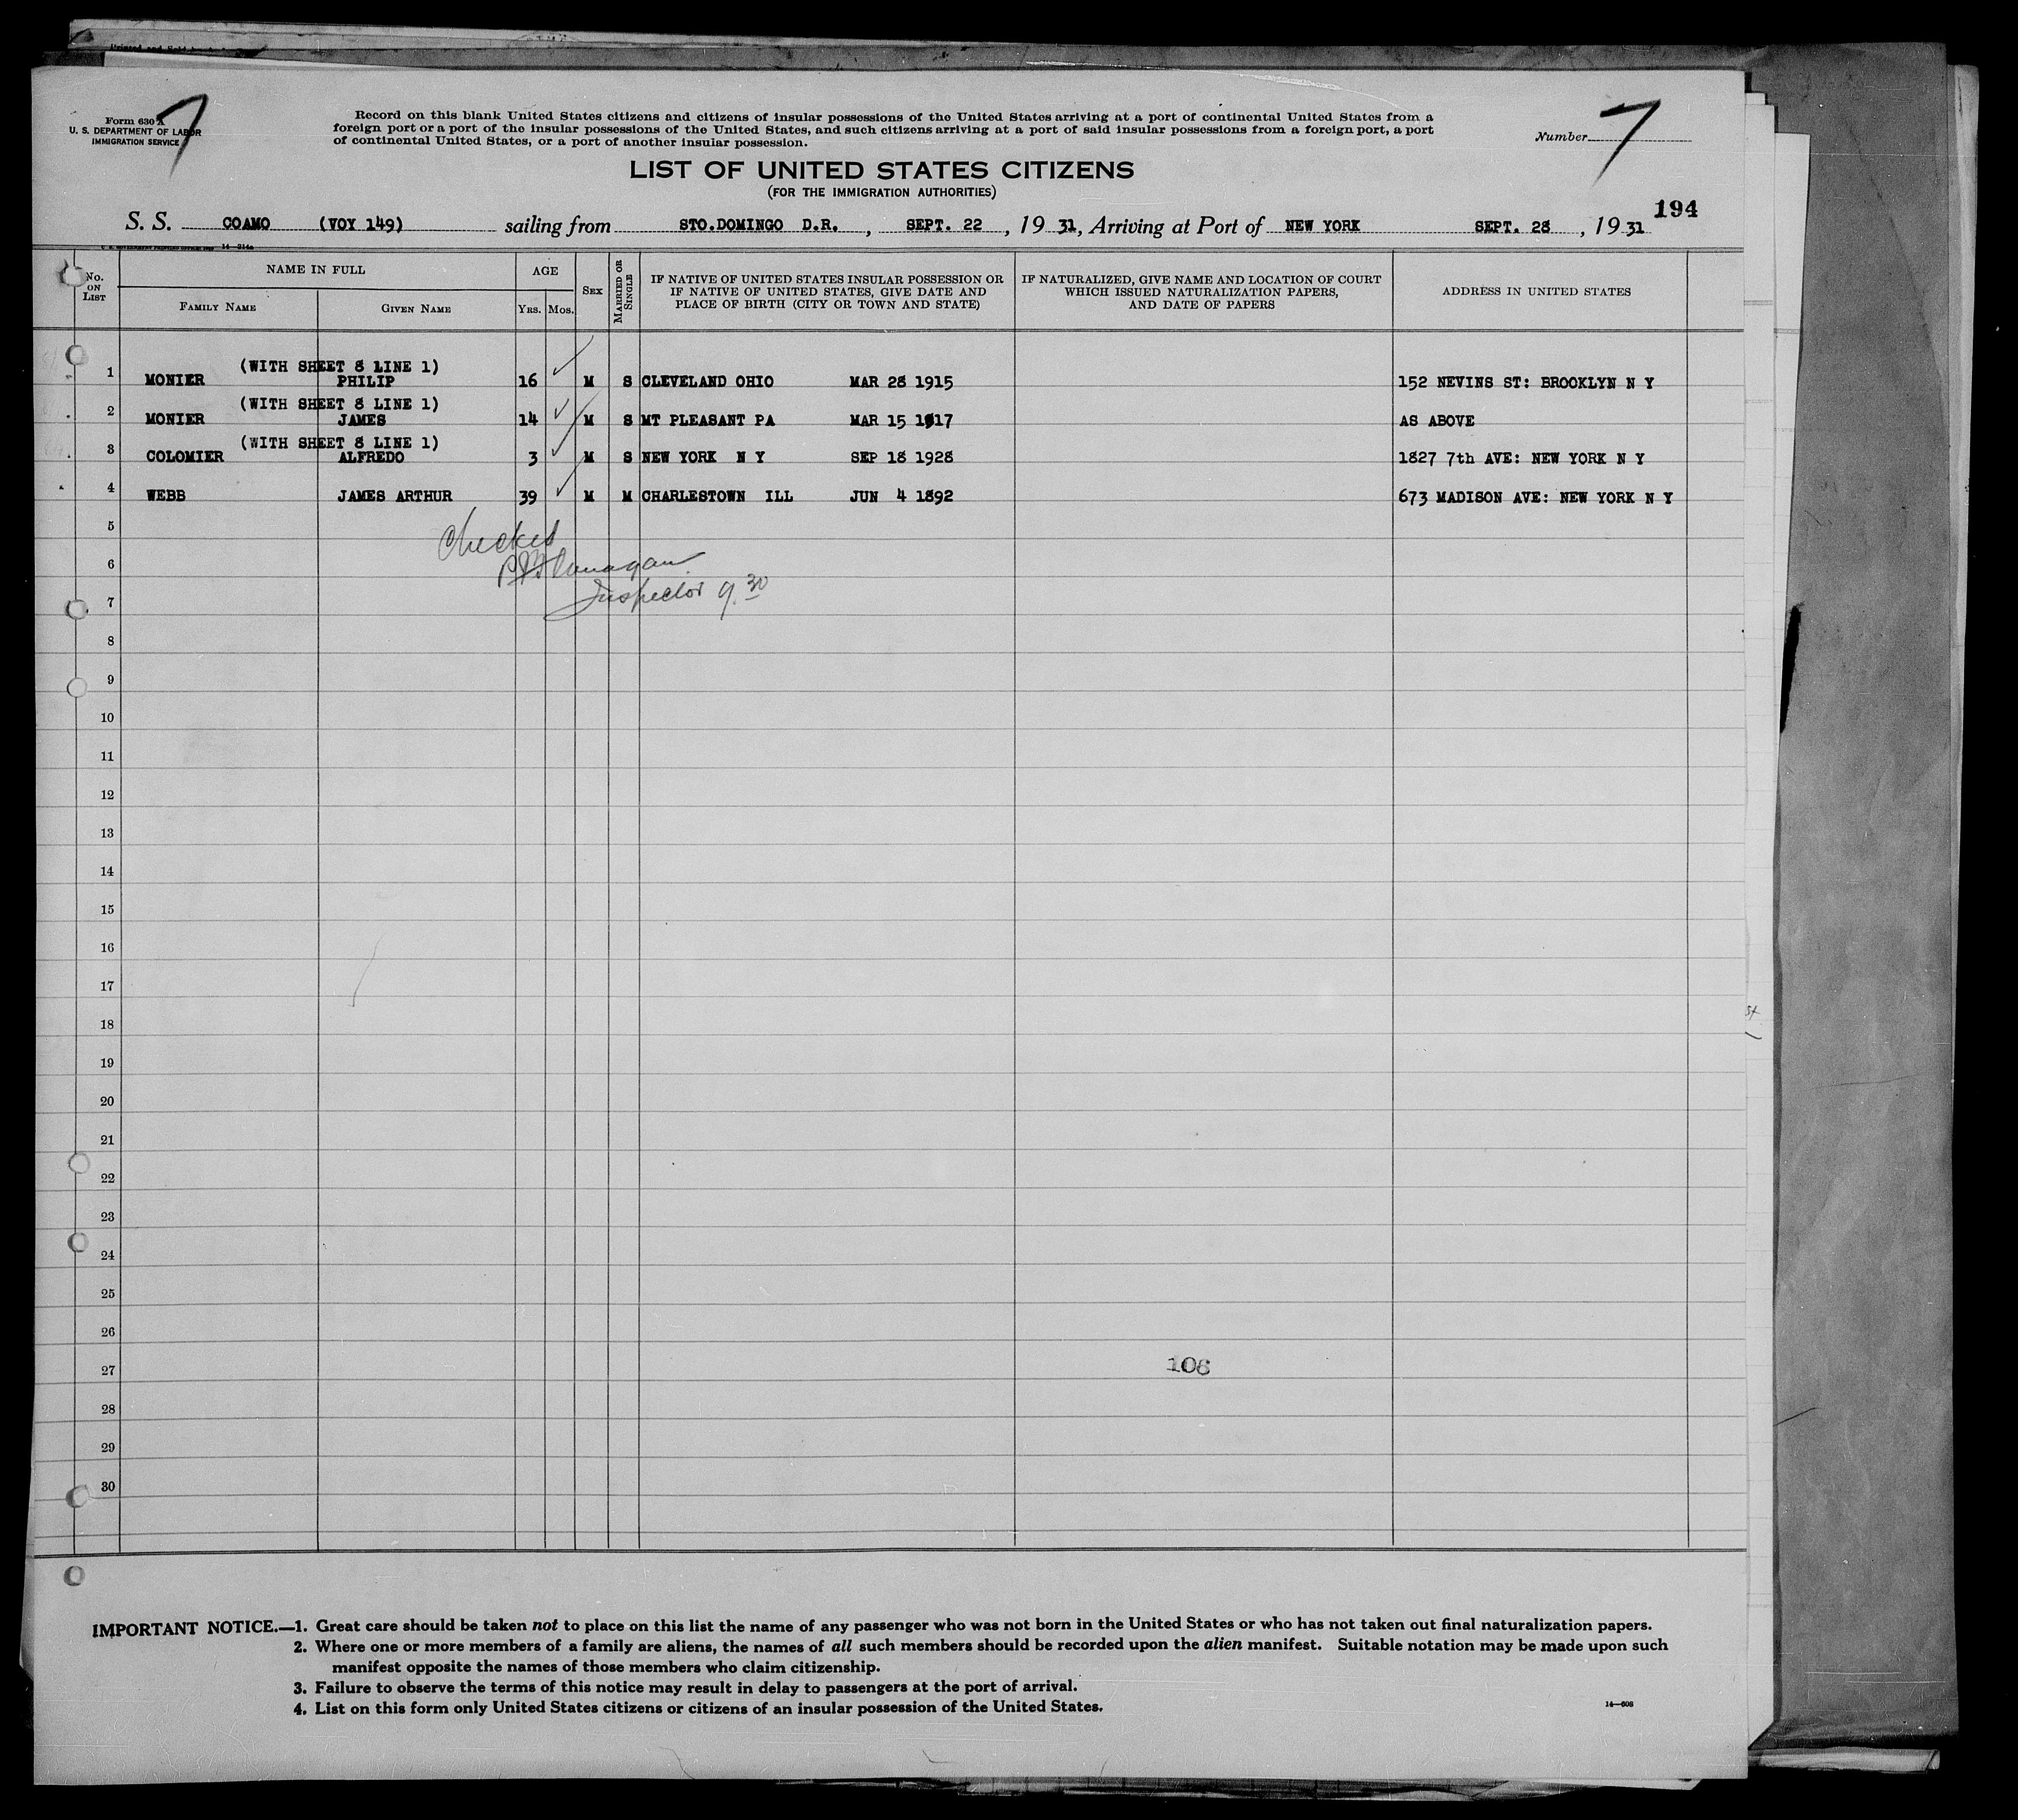 Form 630 A
U. S. DEPARTMENT OF LABOR
IMMIGRATION SERVICE
7
Record on this blank United States citizens and citizens of insular possessions of the United States arriving at a port of continental United States from a
foreign port or a port of the insular possessions of the United States, and such citizens arriving at a port of said insular possessions from a foreign port, a port
of continental United States, or a port of another insular possession.
Number 7
LIST OF UNITED STATES CITIZENS
(FOR THE IMMIGRATION AUTHORITIES)
194
S. S. COAMO (VOY 149) sailing from STO.DOMINGO D.R. , SEPT. 22 , 19 31, Arriving at Port of NEW YORK SEPT. 28 , 19 31
No. ON LIST
NAME IN FULL
FAMILY NAME GIVEN NAME
AGE
YRS. MOS.
SEX
MARRIED OR SINGLE
IF NATIVE OF UNITED STATES INSULAR POSSESSION OR
IF NATIVE OF UNITED STATES, GIVE DATE AND
PLACE OF BIRTH (CITY OR TOWN AND STATE)
IF NATURALIZED, GIVE NAME AND LOCATION OF COURT
WHICH ISSUED NATURALIZATION PAPERS,
AND DATE OF PAPERS
ADDRESS IN UNITED STATES
(WITH SHEET 8 LINE 1)
1 MONIER PHILIP 16 M S CLEVELAND OHIO MAR 28 1915 152 NEVINS ST: BROOKLYN N Y
(WITH SHEET 8 LINE 1)
2 MONIER JAMES 14 M S MT PLEASANT PA MAR 15 1917 AS ABOVE
(WITH SHEET 8 LINE 1)
3 COLOMIER ALFREDO 3 M S NEW YORK N Y SEP 18 1928 1827 7th AVE: NEW YORK N Y
4 WEBB JAMES ARTHUR 39 M M CHARLESTOWN ILL JUN 4 1892 673 MADISON AVE: NEW YORK N Y
5
Checked
6
Inspector 9.30
7
8
9
10
11
12
13
14
15
16
17
18
19
20
21
22
23
24
25
26
27 106
28
29
30
IMPORTANT NOTICE.—1. Great care should be taken not to place on this list the name of any passenger who was not born in the United States or who has not taken out final naturalization papers.
2. Where one or more members of a family are aliens, the names of all such members should be recorded upon the alien manifest. Suitable notation may be made upon such
manifest opposite the names of those members who claim citizenship.
3. Failure to observe the terms of this notice may result in delay to passengers at the port of arrival.
4. List on this form only United States citizens or citizens of an insular possession of the United States.
14—608